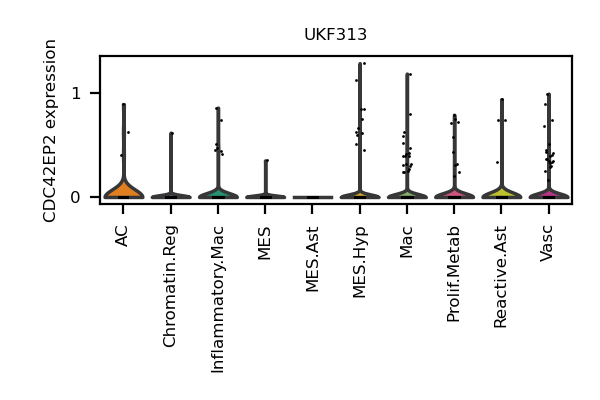 UKF313
CDC42EP2 expression
1
0
AC
Chromatin.Reg
Inflammatory.Mac
MES
MES.Ast
MES.Hyp
Mac
Prolif.Metab
Reactive.Ast
Vasc